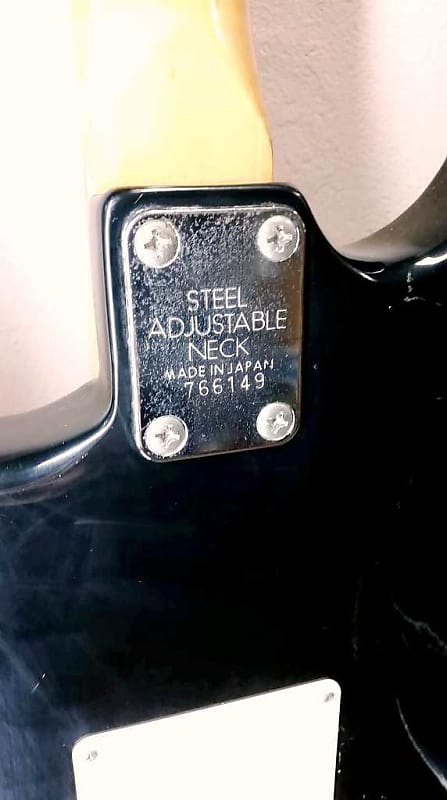 STEEL
ADJUSTABLE
NECK
MADE IN JAPAN
766149